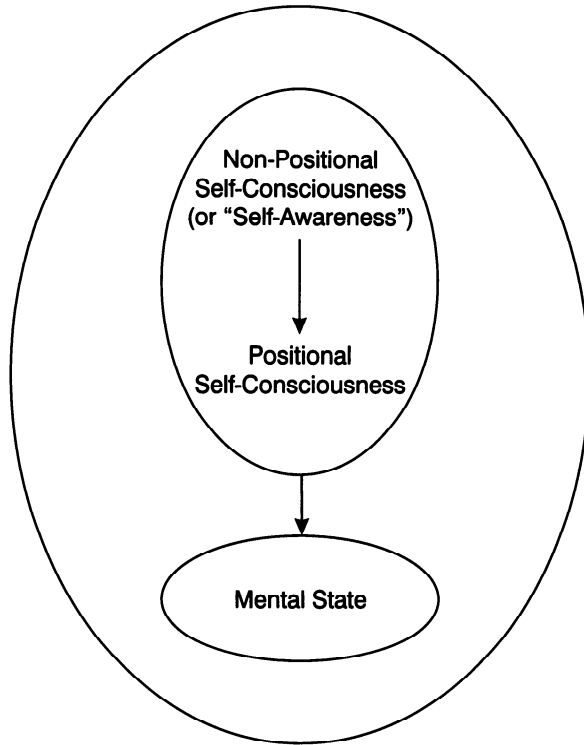 Non-Positional
Self-Consciousness
(or “Self-Awareness”)
Positional
Self-Consciousness
Mental State